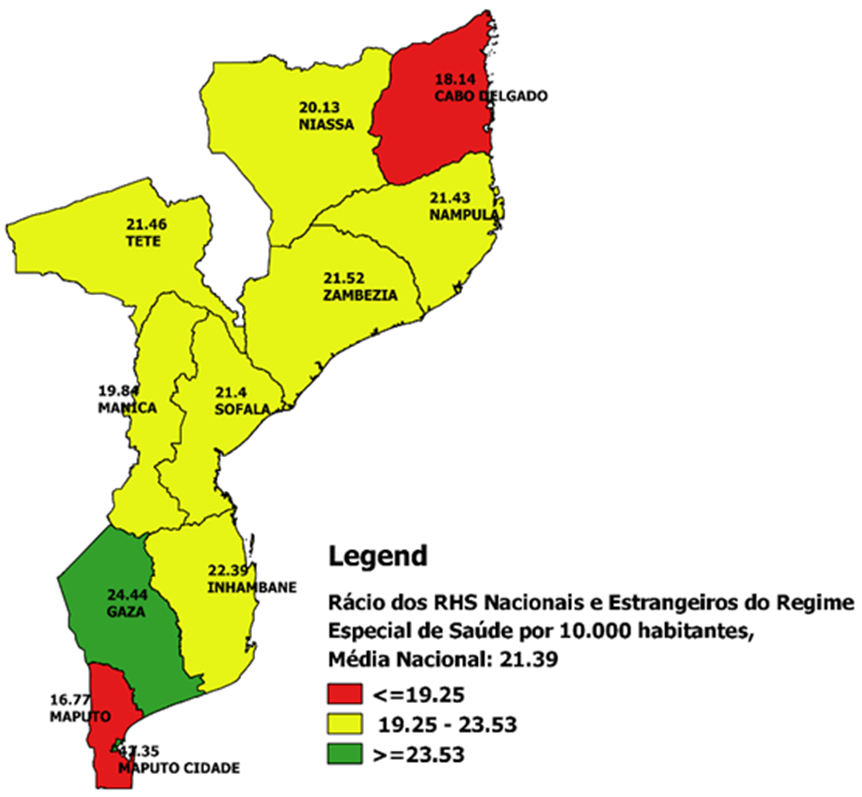 18.14
CABO DELGADO
20.13
NIASSA
21.43
NAMPULA
21.46
TETE
21.52
ZAMBEZIA
19.84
MANICA
21.4
SOFALA
22.39
INHAMBANE
24.44
GAZA
16.77
MAPUTO
47.35
MAPUTO CIDADE
Legend
Rácio dos RHS Nacionais e Estrangeiros do Regime
Especial de Saúde por 10.000 habitantes,
Média Nacional: 21.39
<=19.25
19.25 - 23.53
>=23.53